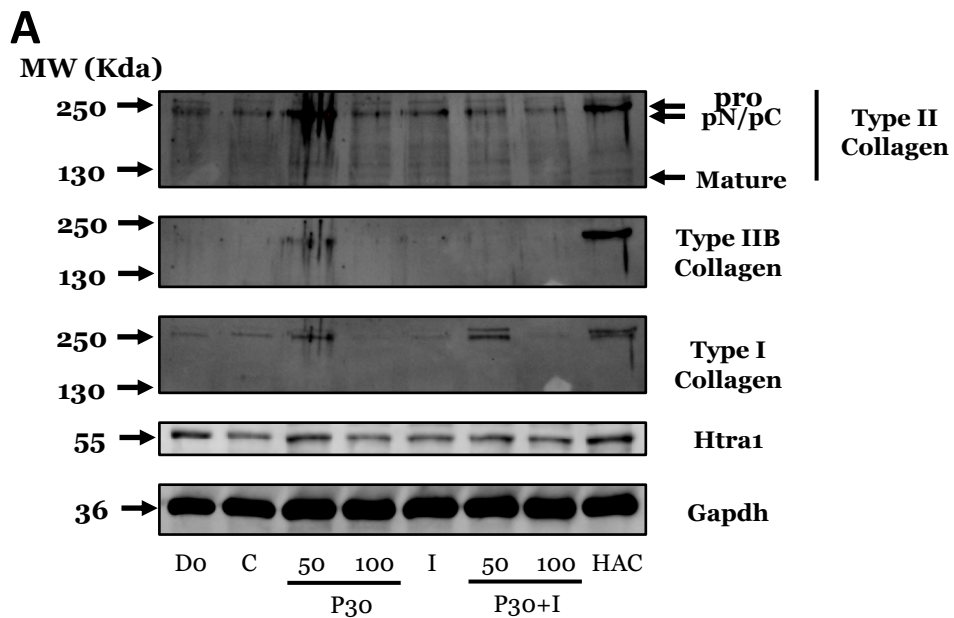 A
MW (Kda)
250
130
pro
pN/pC
Mature
Type II
Collagen
250
130
Type IIB
Collagen
250
130
Type I
Collagen
55
Htra1
36
Gapdh
D0 C 50 100 I 50 100 HAC
P30 P30+I